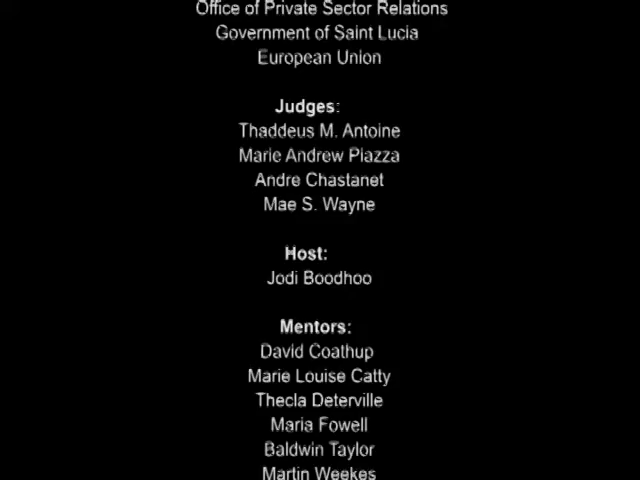 Office of Private Sector Relations
Government of Saint Lucia
European Union
Judges:
Thaddeus M. Antoine
Marie Andrew Piazza
Andre Chastanet
Mae S. Wayne
Host:
Jodi Boodhoo
Mentors:
David Coathup
Marie Louise Catty
Thecla Deterville
Maria Fowell
Baldwin Taylor
Martin Weekes